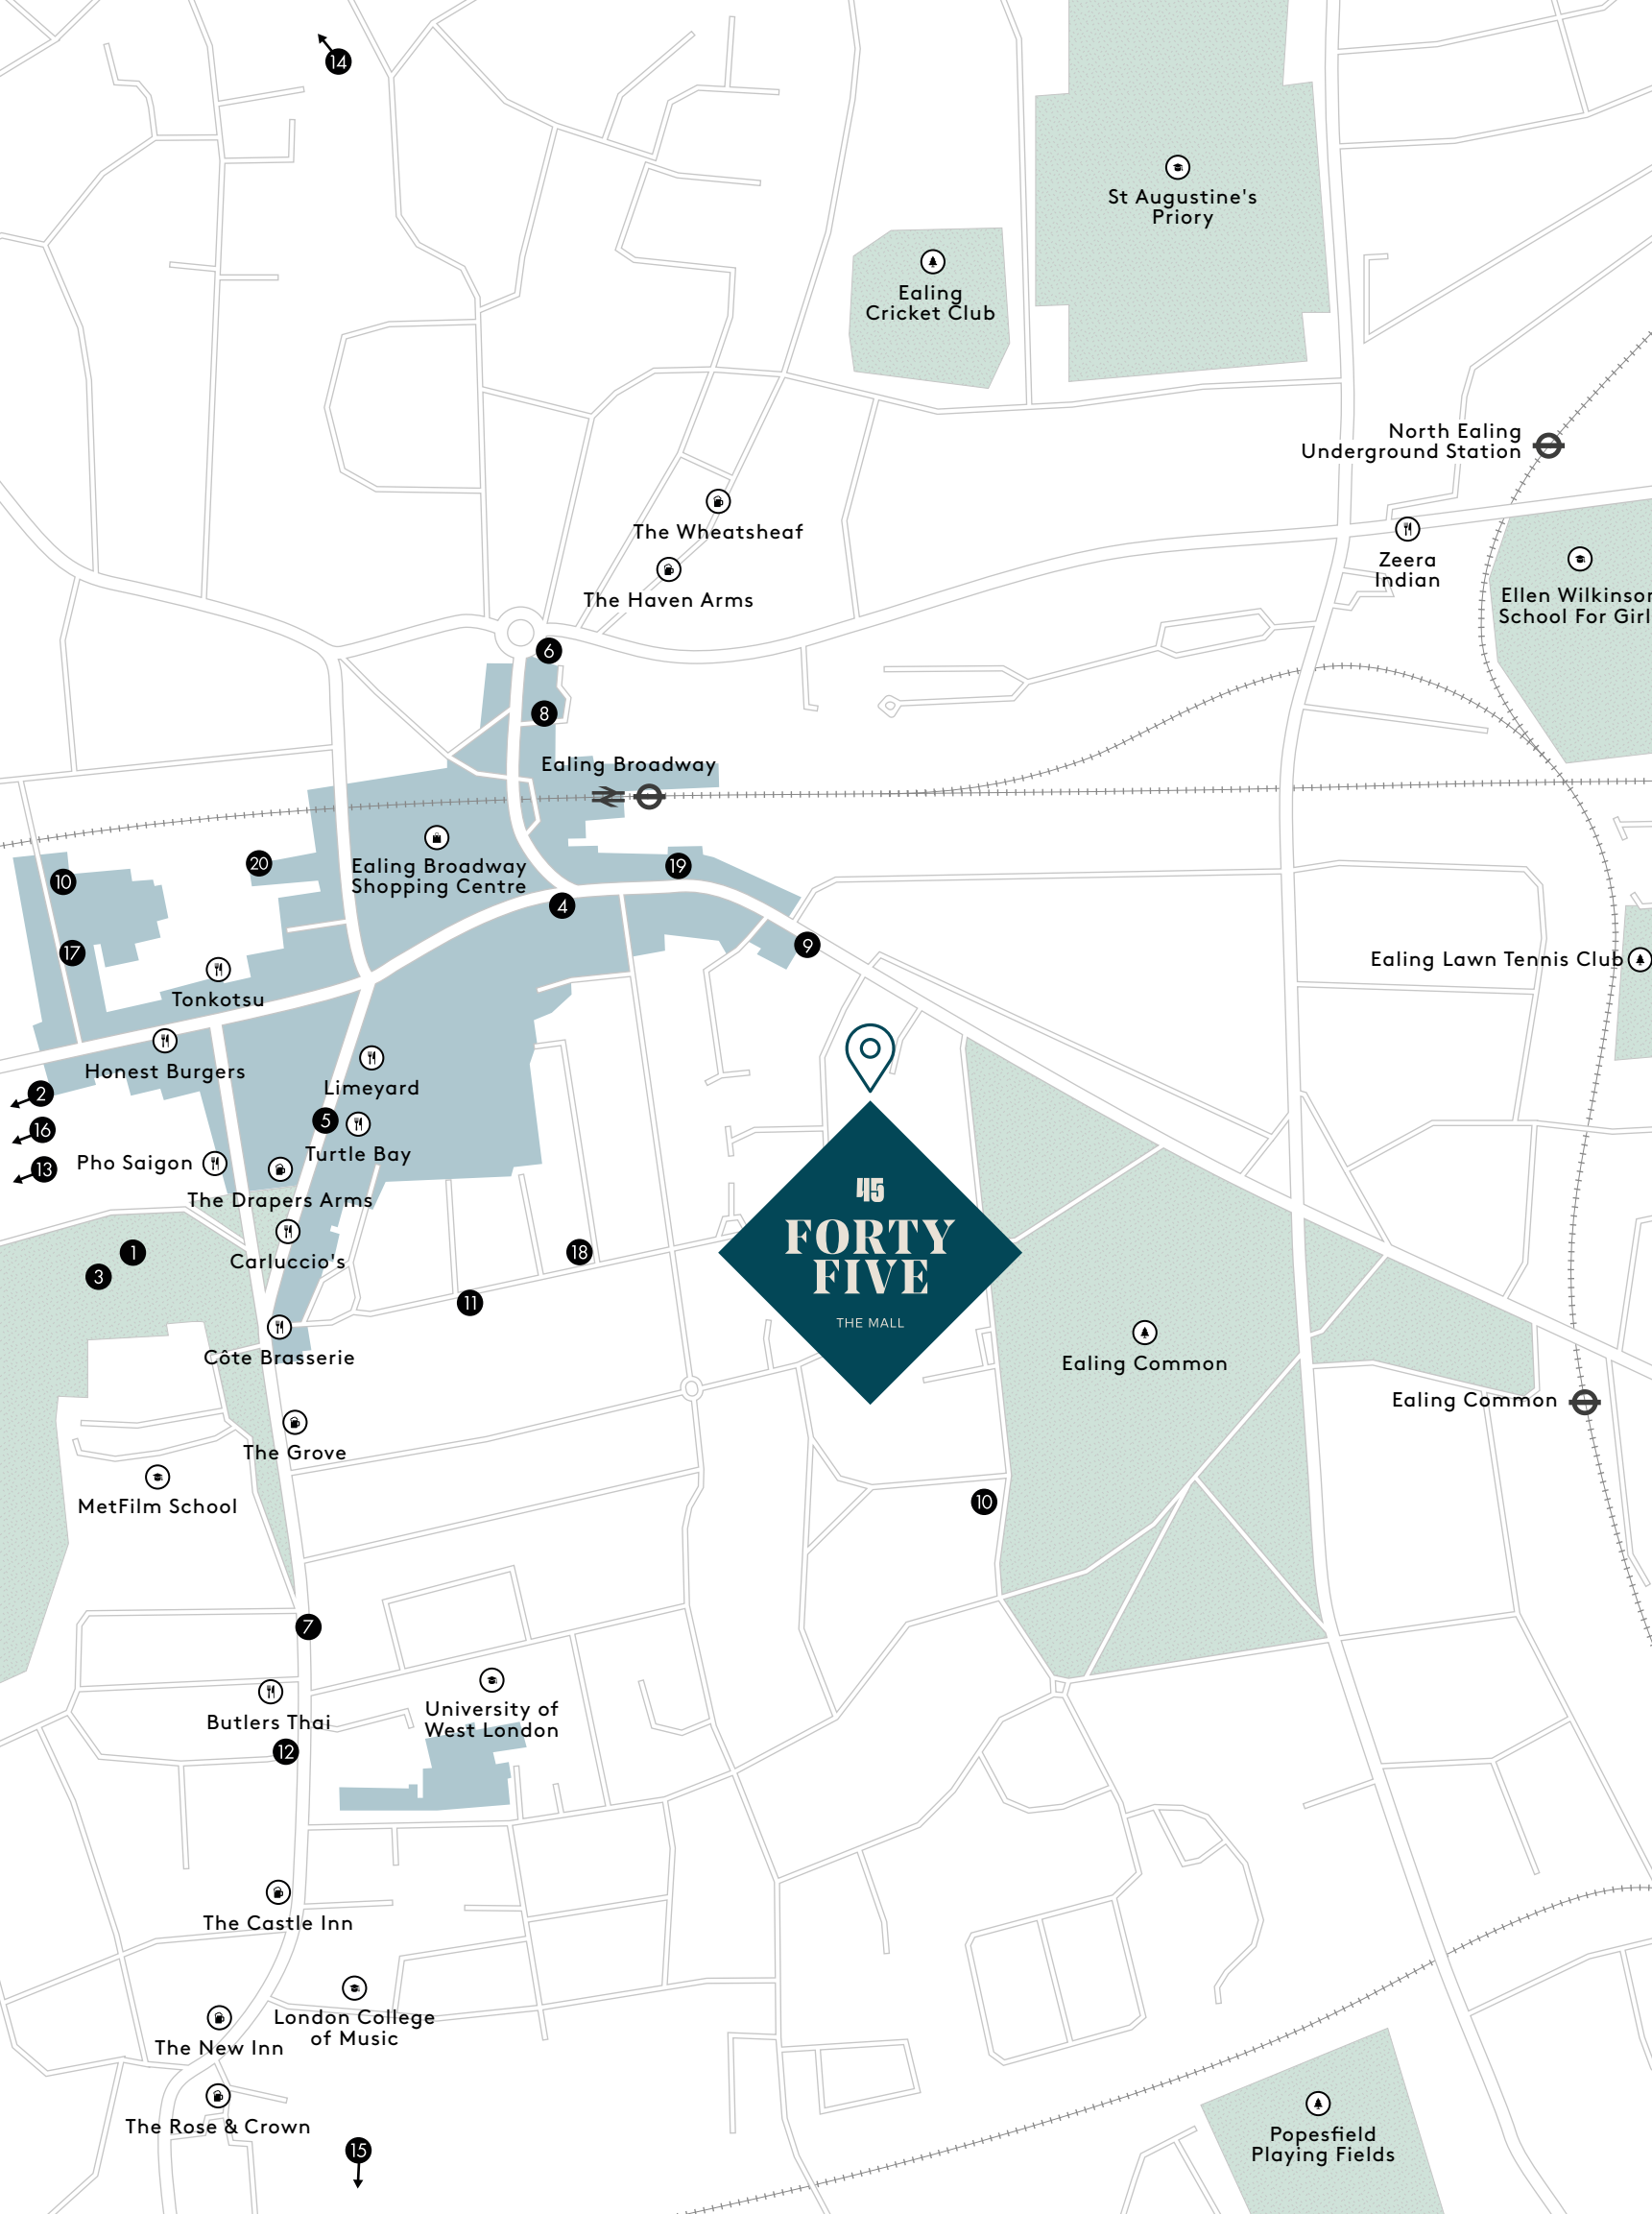 14
St Augustine's
Priory
Ealing
Cricket Club
North Ealing
Underground Station
The Wheatsheaf
Zeera
Indian
The Haven Arms
Ellen Wilkinson
School For Girl
6
8
Ealing Broadway
20
Ealing Broadway
Shopping Centre
19
10
4
9
17
Ealing Lawn Tennis Club
Tonkotsu
Honest Burgers
Limeyard
2
5
16
Turtle Bay
Pho Saigon
13
The Drapers Arms
45
FORTY
FIVE
THE MALL
1
3
Carluccio's
18
11
Côte Brasserie
Ealing Common
Ealing Common
The Grove
MetFilm School
10
7
Butlers Thai
University of
West London
12
The Castle Inn
London College
of Music
The New Inn
The Rose & Crown
15
Popesfield
Playing Fields